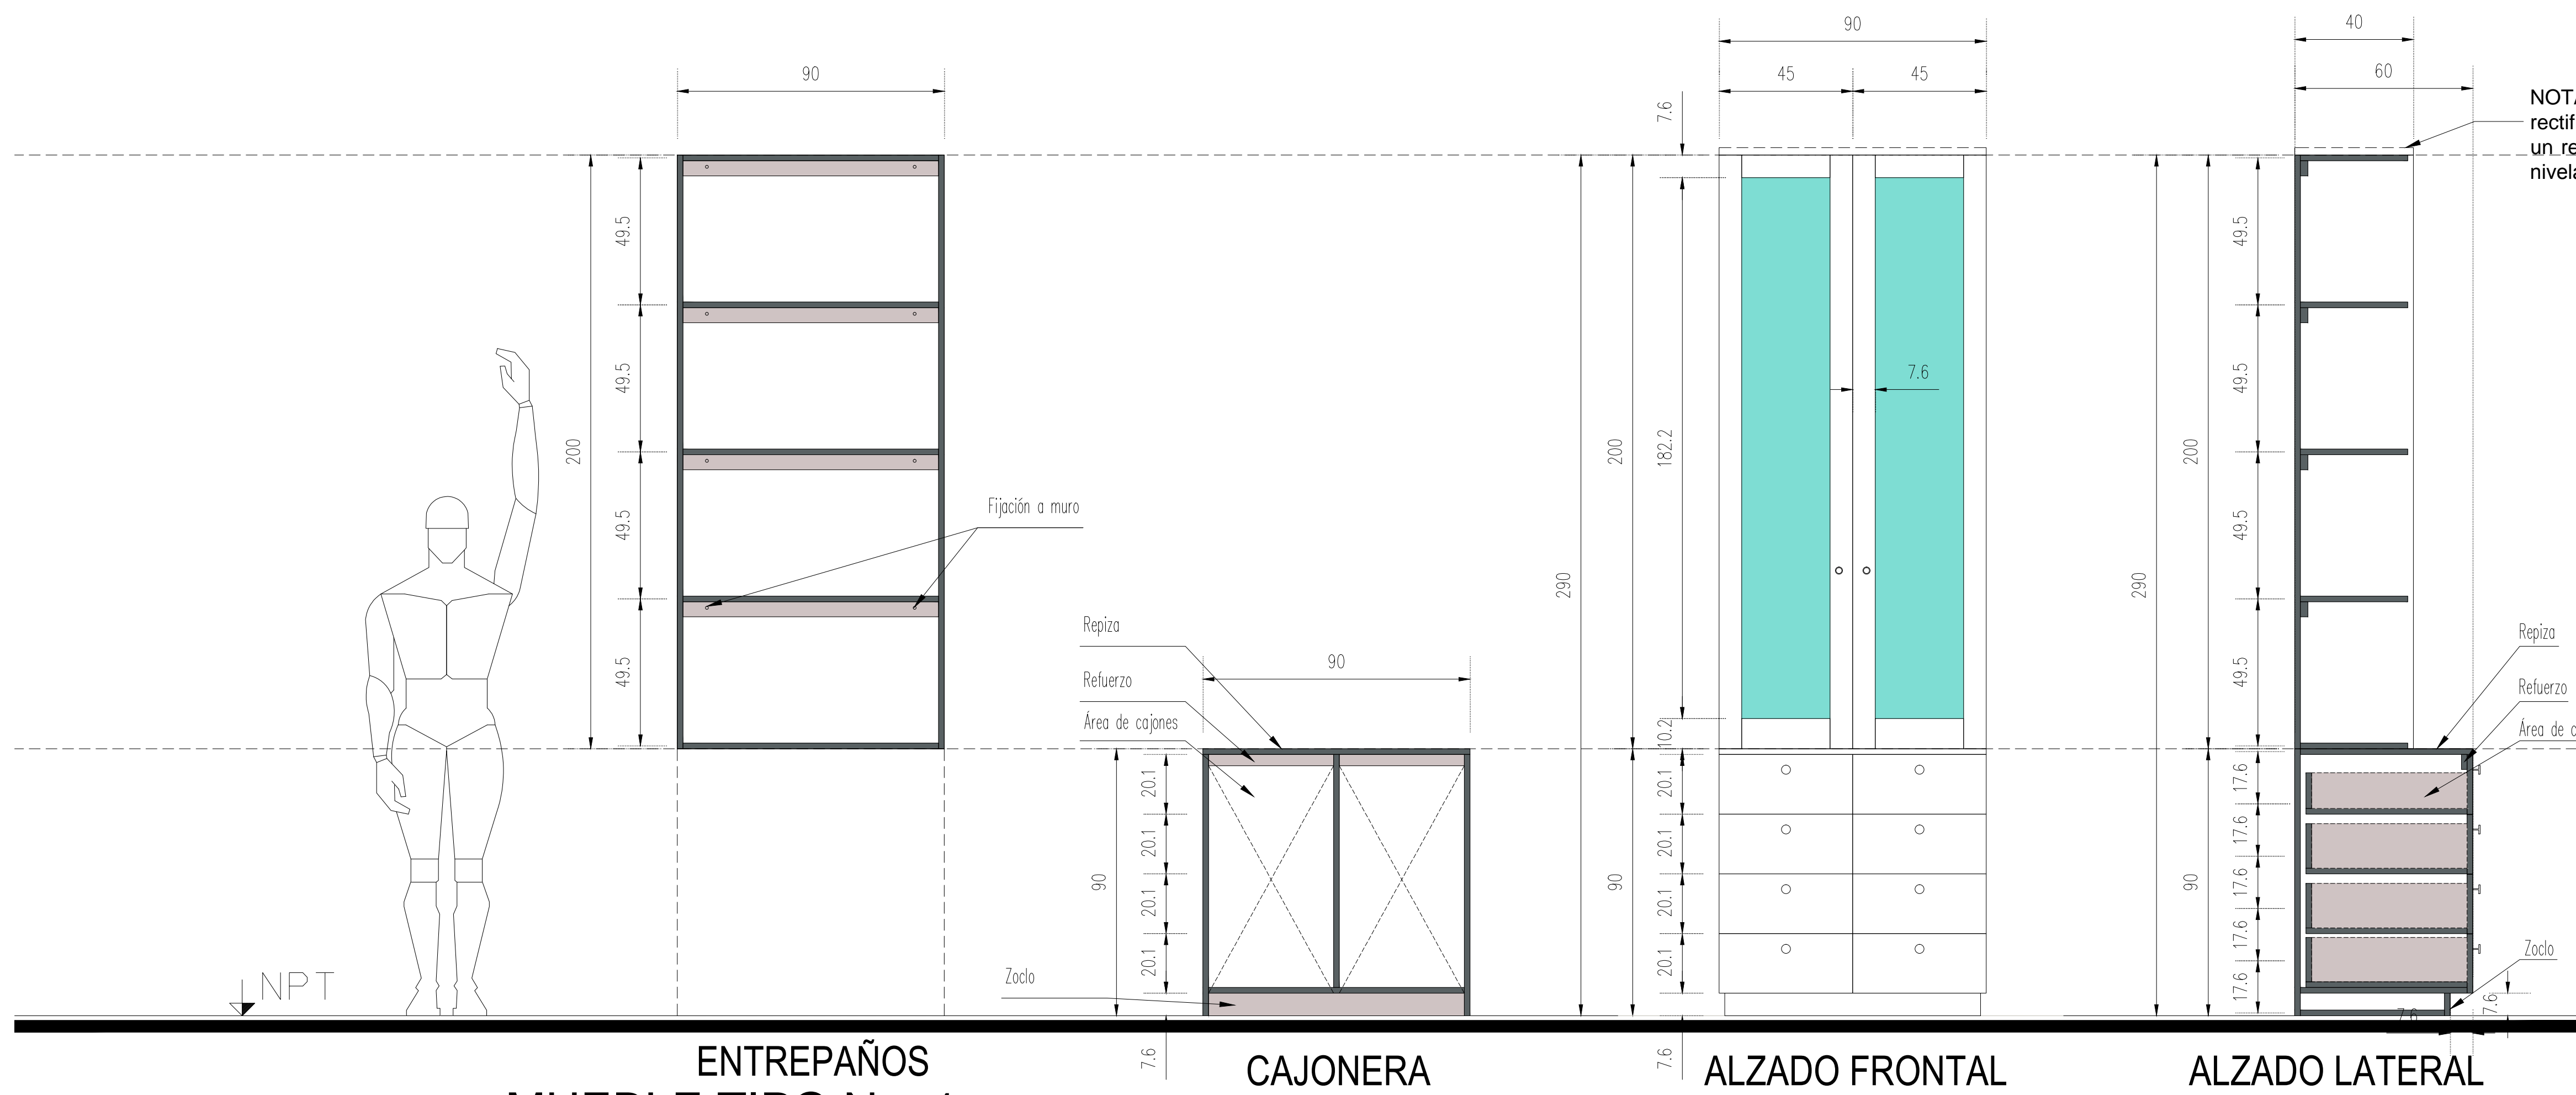 90
200
49.5
49.5
49.5
49.5
Fijación a muro
NPT
ENTREPAÑOS
Repiza
Refuerzo
Área de cajones
Zoclo
90
90
20.1
20.1
20.1
20.1
7.6
CAJONERA
90
45
45
7.6
290
200
182.2
7.6
10.2
90
20.1
20.1
20.1
20.1
7.6
ALZADO FRONTAL
40
60
290
200
49.5
49.5
49.5
49.5
90
17.6
17.6
17.6
17.6
17.6
Repiza
Refuerzo
Área de c
Zoclo
7.6
7.6
NOTA
rectif
un re
nivela
ALZADO LATERAL
MUEBLE TIPO